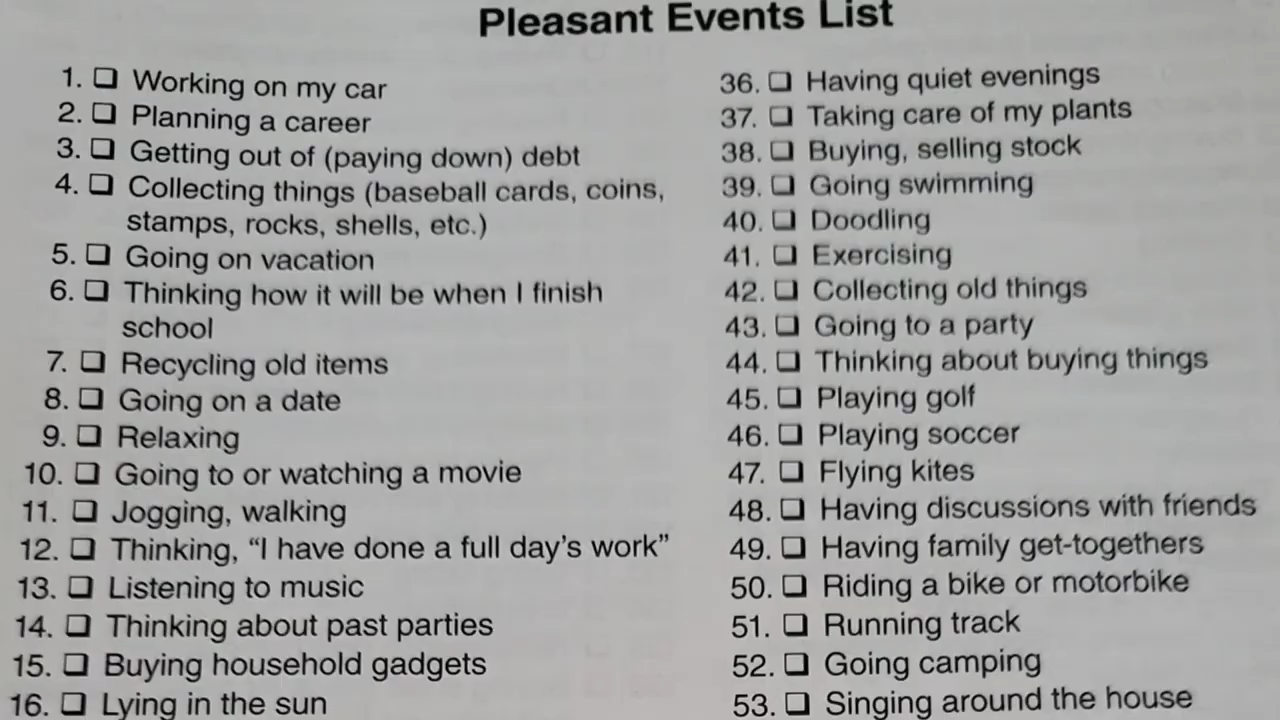 Pleasant Events List
1. ❑ Working on my car
2. ❑ Planning a career
3. ❑ Getting out of (paying down) debt
4. ❑ Collecting things (baseball cards, coins,
stamps, rocks, shells, etc.)
5. ❑ Going on vacation
6. ❑ Thinking how it will be when I finish
school
7. ❑ Recycling old items
8. ❑ Going on a date
9. ❑ Relaxing
10. ❑ Going to or watching a movie
11. ❑ Jogging, walking
12. ❑ Thinking, “I have done a full day’s work”
13. ❑ Listening to music
14. ❑ Thinking about past parties
15. ❑ Buying household gadgets
16. ❑ Lying in the sun
36. ❑ Having quiet evenings
37. ❑ Taking care of my plants
38. ❑ Buying, selling stock
39. ❑ Going swimming
40. ❑ Doodling
41. ❑ Exercising
42. ❑ Collecting old things
43. ❑ Going to a party
44. ❑ Thinking about buying things
45. ❑ Playing golf
46. ❑ Playing soccer
47. ❑ Flying kites
48. ❑ Having discussions with friends
49. ❑ Having family get-togethers
50. ❑ Riding a bike or motorbike
51. ❑ Running track
52. ❑ Going camping
53. ❑ Singing around the house